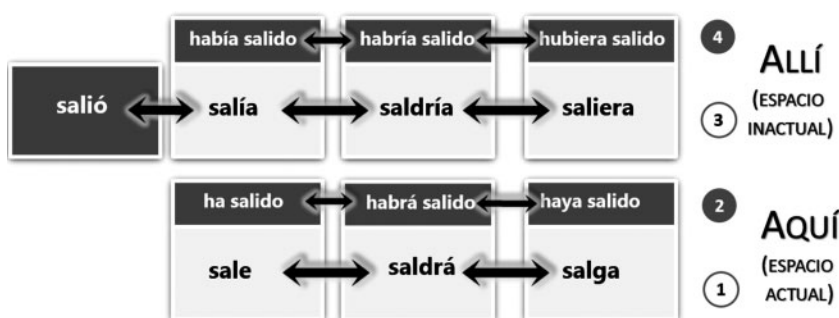 había salido habría salido hubiera salido 4
ALLÍ
salió salía saldría saliera
(ESPACIO
3 INACTUAL)
ha salido habrá salido haya salido 2
AQUÍ
sale saldrá salga
(ESPACIO
1 ACTUAL)